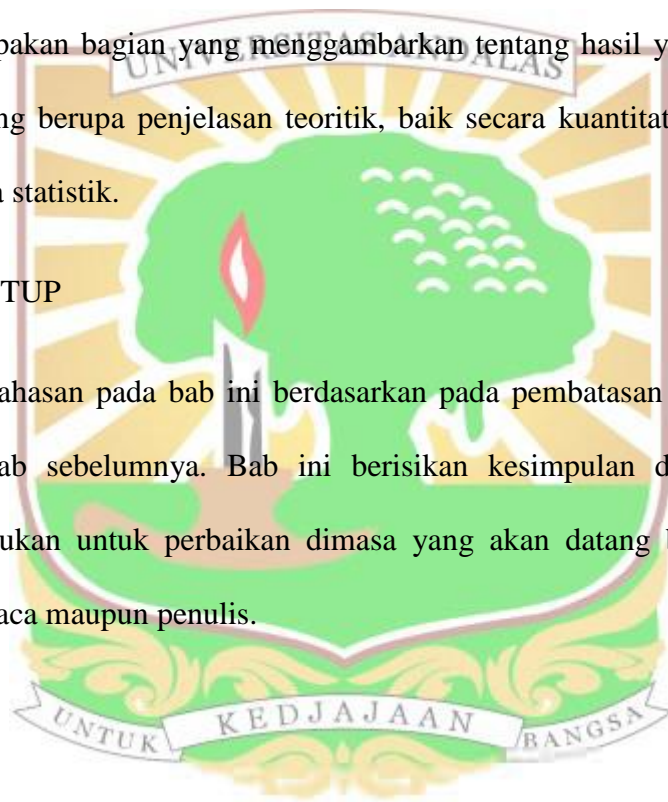 pakan bagian yang menggambarkan tentang hasil y
UNIVERSITAS ANDALAS
ng berupa penjelasan teoritik, baik secara kuantitat
a statistik.
TUP
ahasan pada bab ini berdasarkan pada pembatasan
ab sebelumnya. Bab ini berisikan kesimpulan d
ukan untuk perbaikan dimasa yang akan datang b
aca maupun penulis.
UNTUK KEDJAJAAN BANGSA